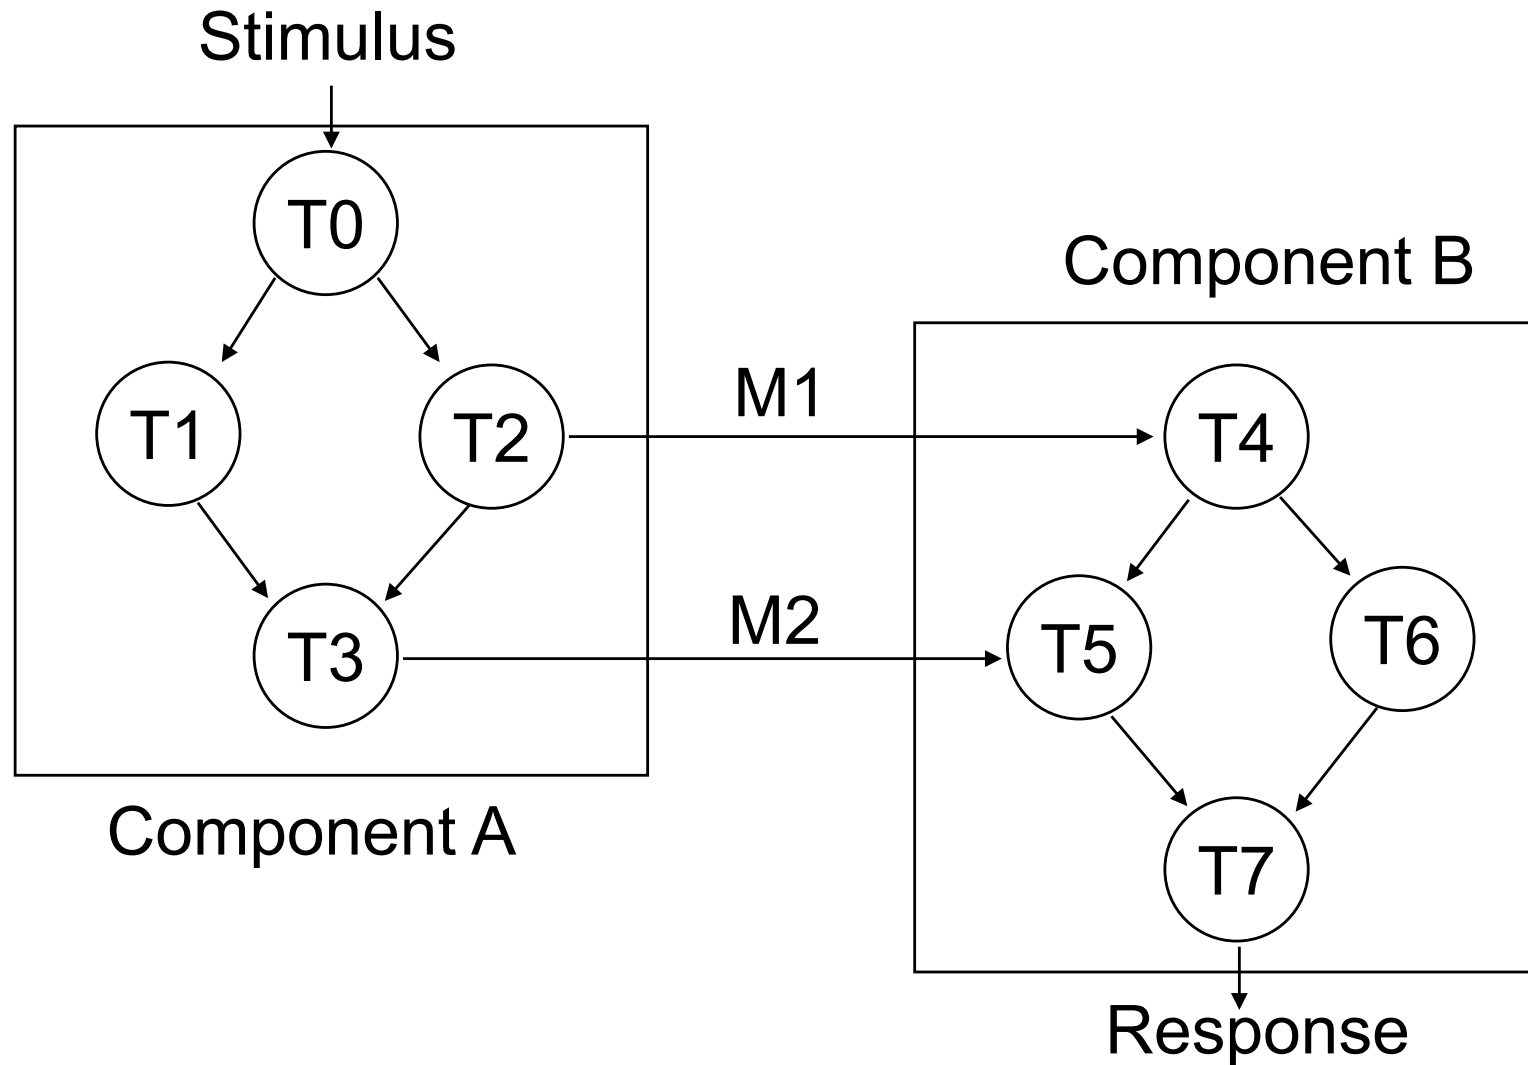 Stimulus
T0
Component B
M1
T1
T2
T4
M2
T3
T5
T6
Component A
T7
Response